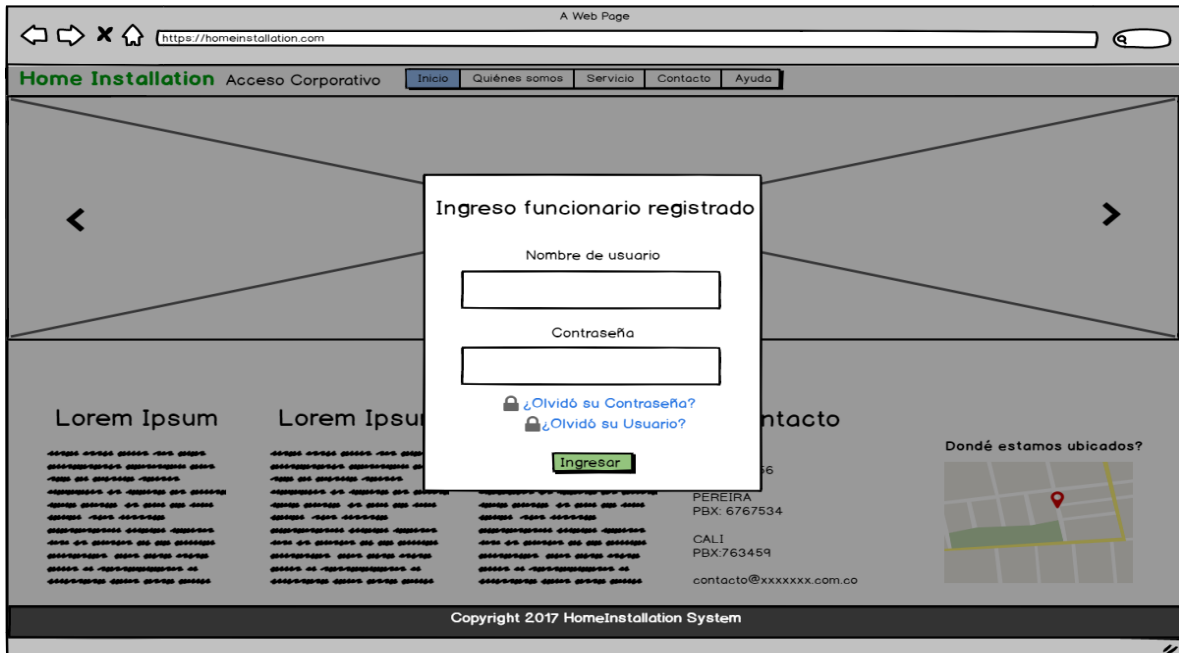 A Web Page
https://homeinstallation.com
Home Installation Acceso Corporativo Inicio Quiénes somos Servicio Contacto Ayuda
Ingreso funcionario registrado
Nombre de usuario
Contraseña
¿Olvidó su Contraseña?
¿Olvidó su Usuario?
Ingresar
Lorem Ipsum
Lorem Ipsu
ntacto
56
PEREIRA
PBX: 6767534
CALI
PBX:763459
contacto@xxxxxxx.com.co
Dondé estamos ubicados?
Copyright 2017 HomeInstallation System